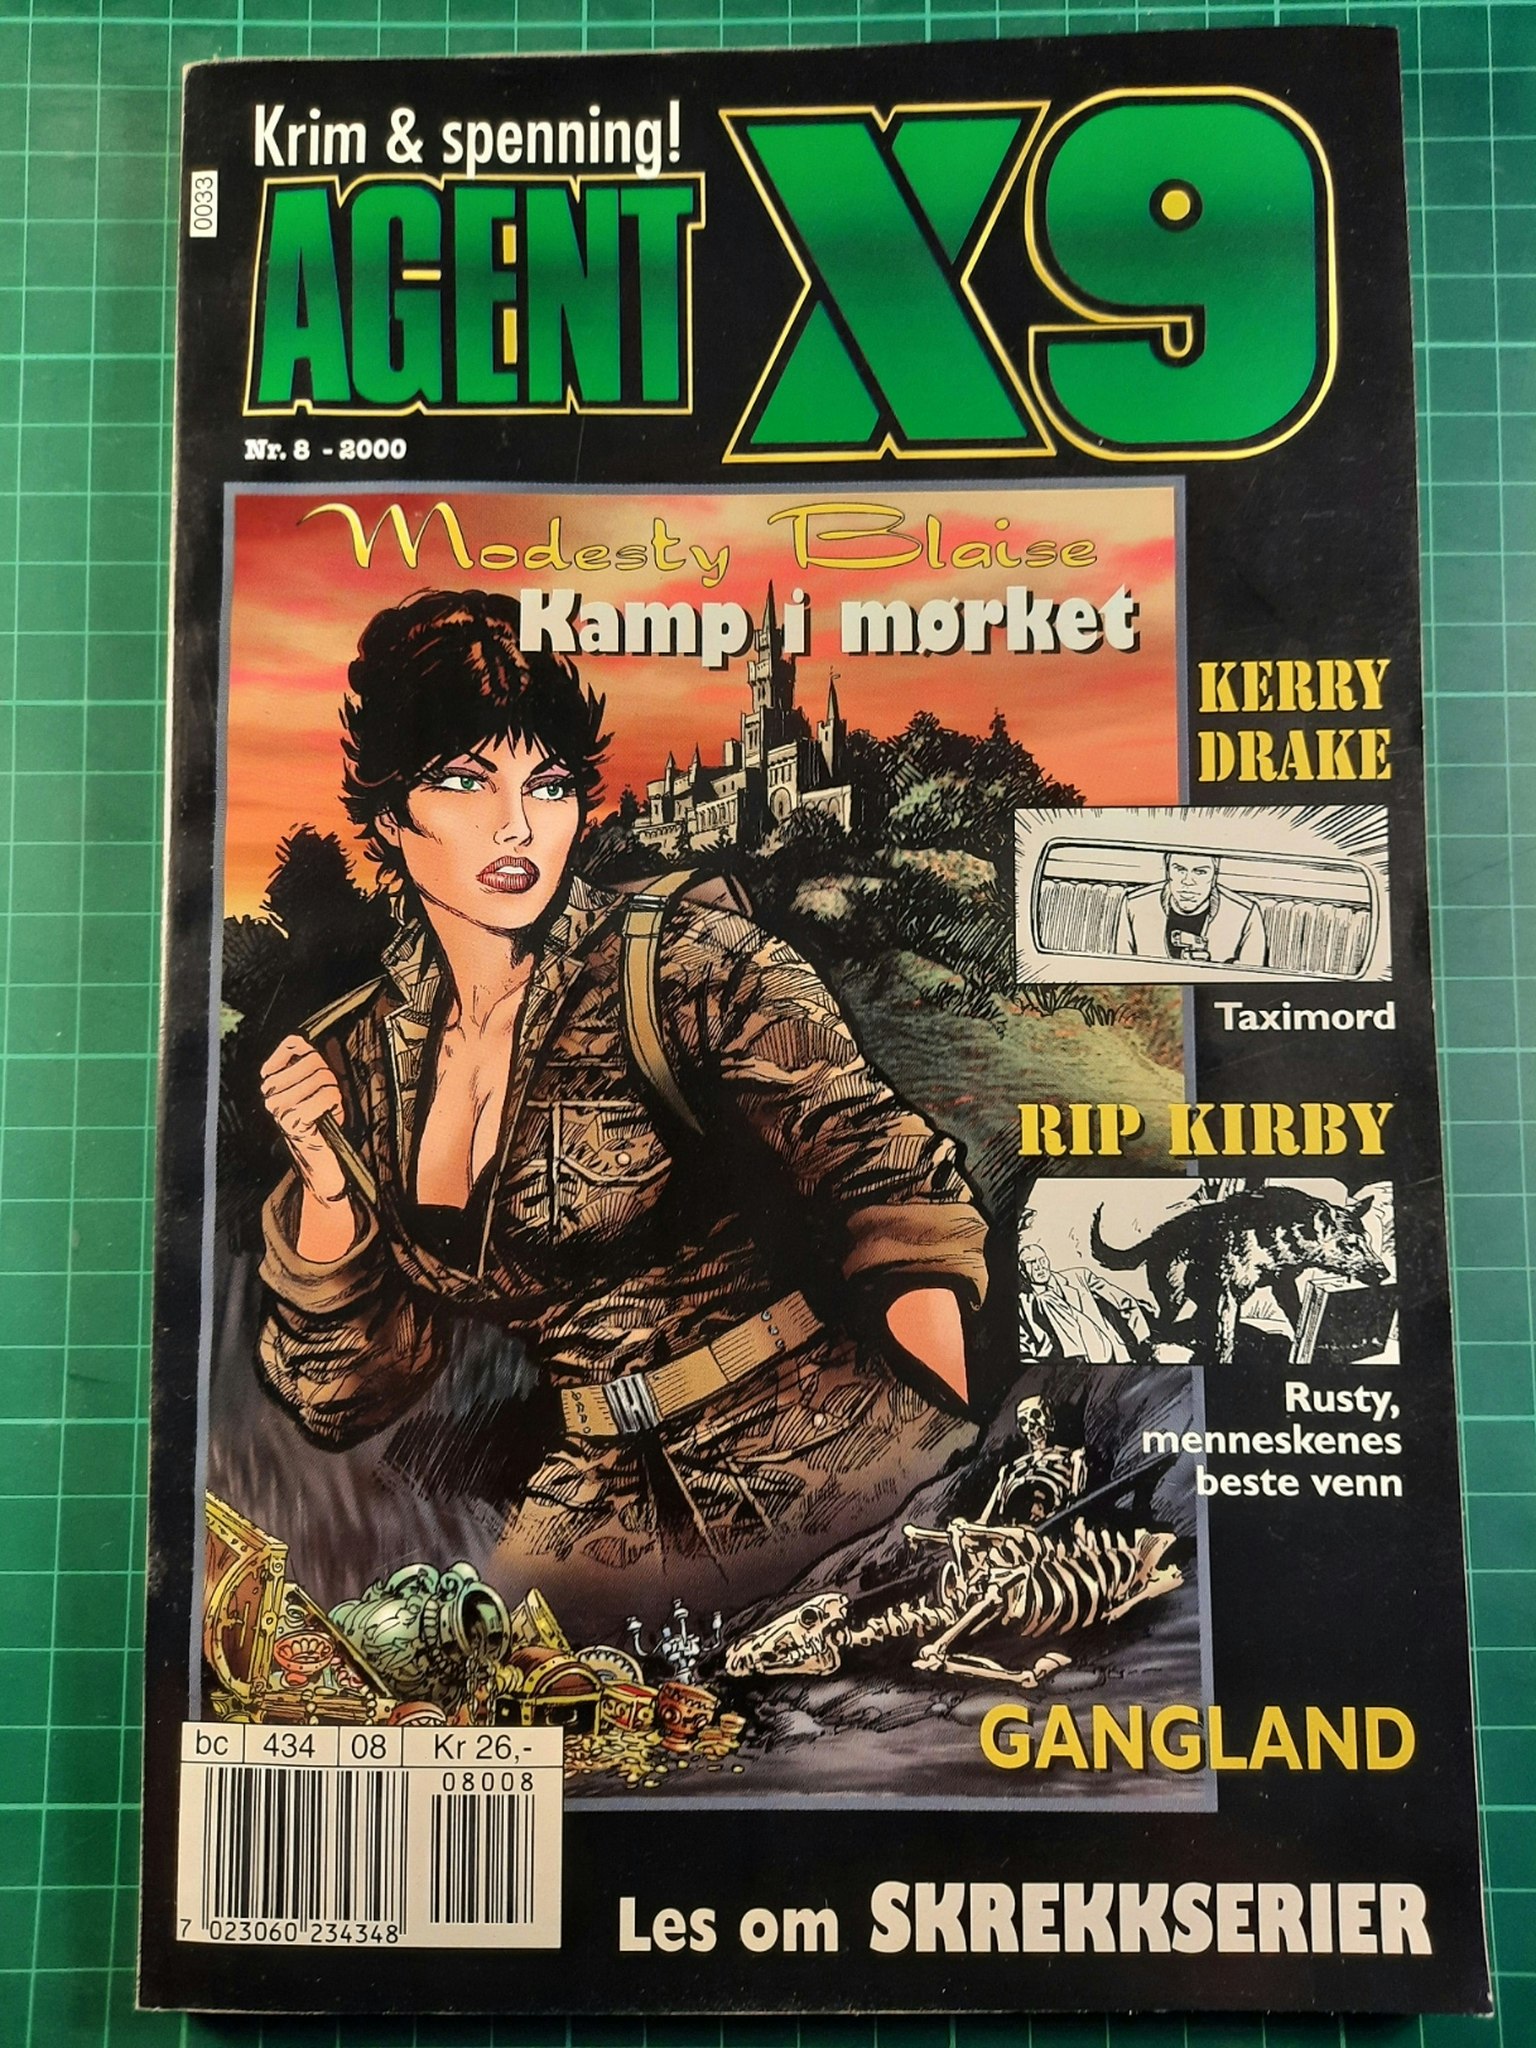 Krim & spenning!
0033
AGENT X9
Nr. 8 - 2000
Modesty Blaise
Kamp i mørket
KERRY
DRAKE
Taximord
RIP KIRBY
Rusty,
menneskenes
beste venn
GANGLAND
bc 434 08 Kr 26,-
08008
7 023060 234348
Les om SKREKKSERIER